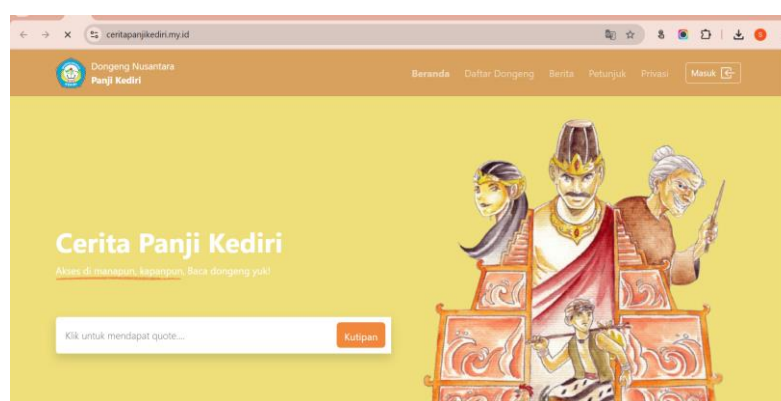 ceritapanjikediri.my.id
Dongeng Nusantara
Panji Kediri
Beranda Daftar Dongeng Berita Petunjuk Privasi Masuk
Cerita Panji Kediri
Akses di manapun, kapanpun. Baca dongeng yuk!
Klik untuk mendapat quote.... Kutipan